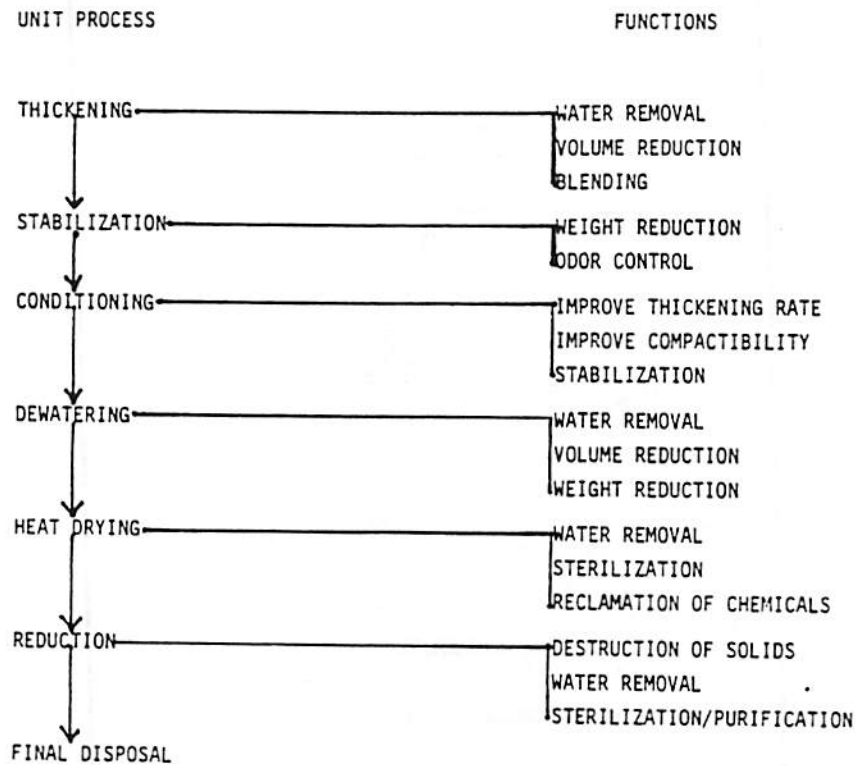 UNIT PROCESS FUNCTIONS
THICKENING WATER REMOVAL
VOLUME REDUCTION
BLENDING
STABILIZATION WEIGHT REDUCTION
ODOR CONTROL
CONDITIONING IMPROVE THICKENING RATE
IMPROVE COMPACTIBILITY
STABILIZATION
DEWATERING WATER REMOVAL
VOLUME REDUCTION
WEIGHT REDUCTION
HEAT DRYING WATER REMOVAL
STERILIZATION
RECLAMATION OF CHEMICALS
REDUCTION DESTRUCTION OF SOLIDS
WATER REMOVAL
STERILIZATION/PURIFICATION
FINAL DISPOSAL